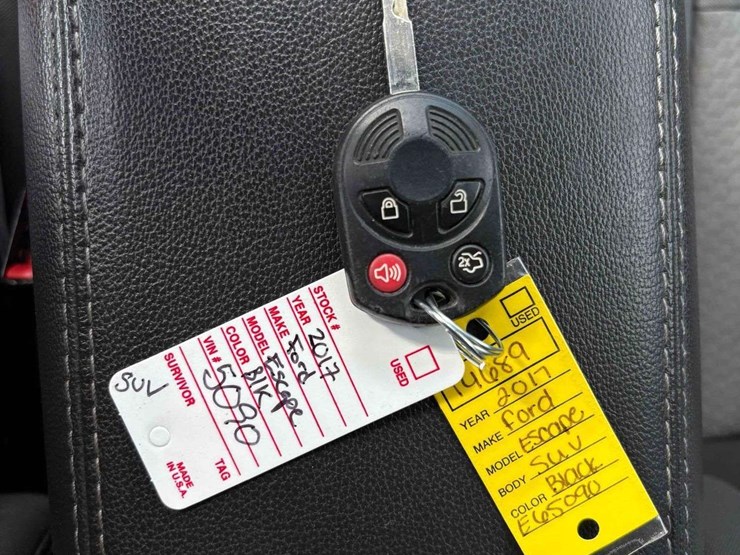 2X
USED
STOCK #
YEAR 2017
MAKE Ford
MODEL Escape
COLOR Blk
VIN # 5090
SURVIVOR TAG
SUV
MADE
IN U.S.A.
USED
14689
YEAR 2017
MAKE Ford
MODEL Escape
BODY SUV
COLOR Black
E65090